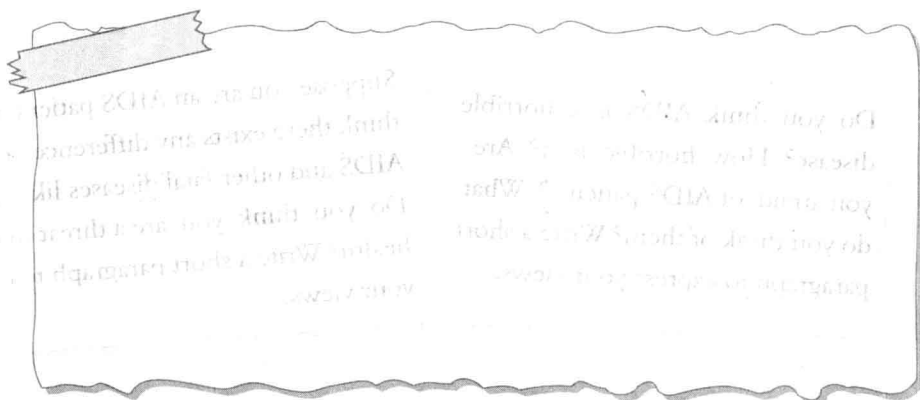 Do you think AIDS is a horrible
disease? How horrible is it? Are
you afraid of AIDS patients? What
do you think of them? Write a short
paragraph to express your views.
Suppose you are an AIDS patient
think there exists any difference
AIDS and other fatal diseases
Do you think you are a threat
Write a short paragraph
your views.